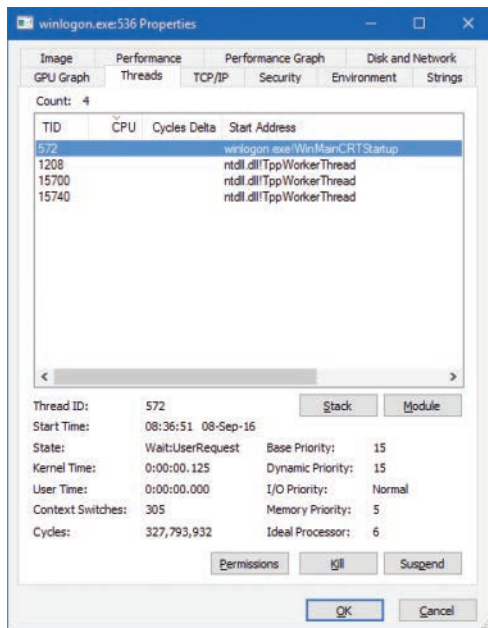 winlogon.exe:536 Properties
Image Performance Performance Graph Disk and Network
GPU Graph Threads TCP/IP Security Environment Strings
Count: 4
TID CPU Cycles Delta Start Address
572 winlogon.exe!WinMainCRTStartup
1208 ntdll.dll!TppWorkerThread
15700 ntdll.dll!TppWorkerThread
15740 ntdll.dll!TppWorkerThread
Thread ID: 572 Stack Module
Start Time: 08:36:51 08-Sep-16
State: Wait:UserRequest Base Priority: 15
Kernel Time: 0:00:00.125 Dynamic Priority: 15
User Time: 0:00:00.000 I/O Priority: Normal
Context Switches: 305 Memory Priority: 5
Cycles: 327,793,932 Ideal Processor: 6
Permissions Kill Suspend
OK Cancel